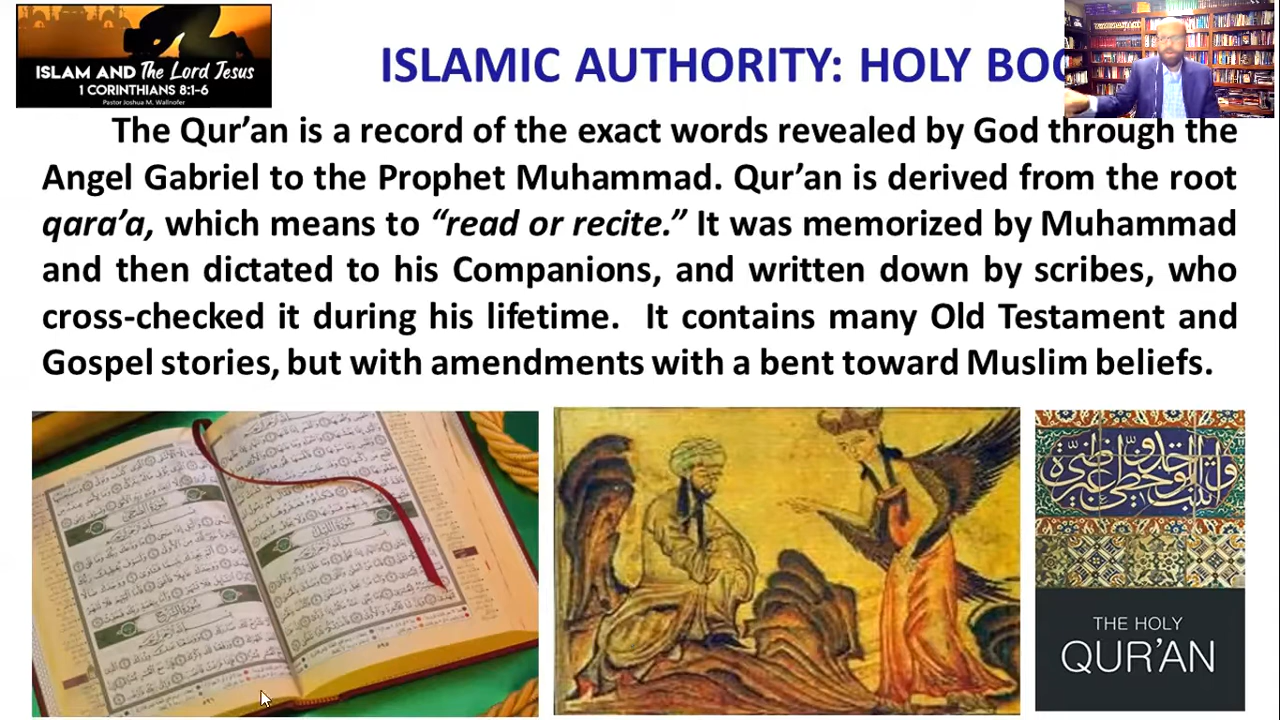 ISLAM AND The Lord Jesus
1 CORINTHIANS 8:1-6
Pastor Joshua M. Wallnofer
ISLAMIC AUTHORITY: HOLY
The Qur’an is a record of the exact words revealed by God through the
Angel Gabriel to the Prophet Muhammad. Qur’an is derived from the root
qara’a, which means to “read or recite.” It was memorized by Muhammad
and then dictated to his Companions, and written down by scribes, who
cross-checked it during his lifetime. It contains many Old Testament and
Gospel stories, but with amendments with a bent toward Muslim beliefs.
THE HOLY
QUR’AN